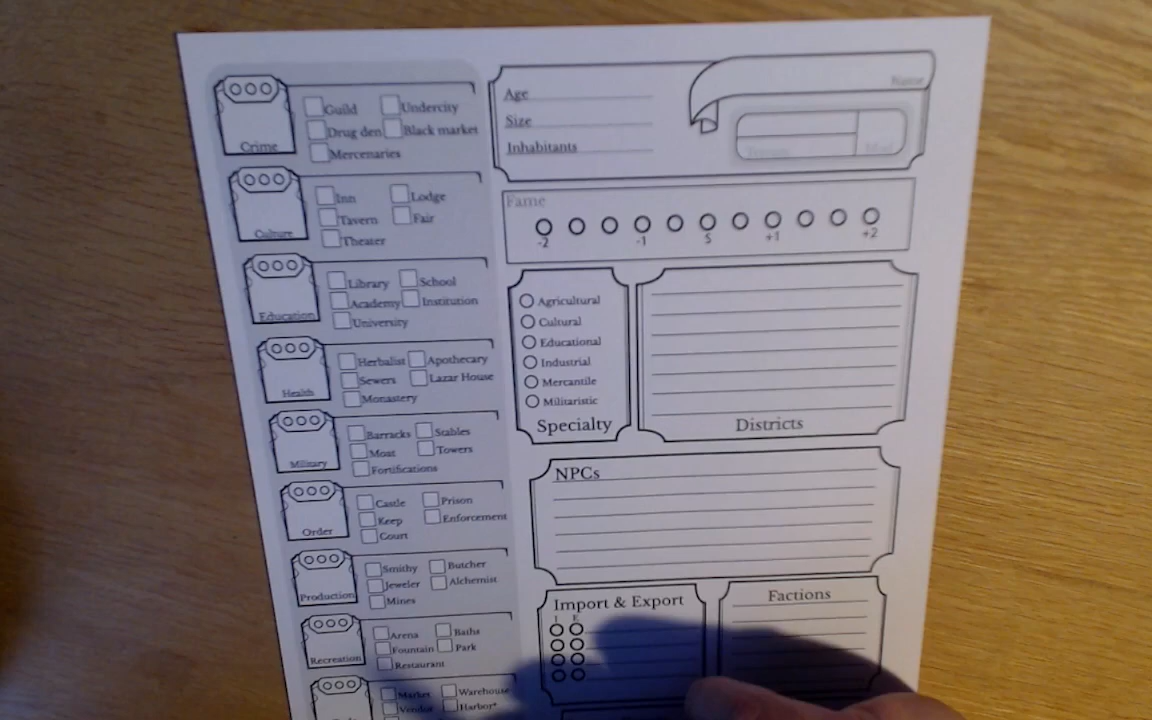 Guild Undercity
Drug den Black market
Mercenaries
Crime
Inn Lodge
Tavern Fair
Theater
Culture
Library School
Academy Institution
University
Education
Herbalist Apothecary
Sewers Lazar House
Monastery
Health
Barracks Stables
Moat Towers
Fortifications
Military
Castle Prison
Keep Enforcement
Court
Order
Smithy Butcher
Jeweler Alchemist
Mines
Production
Arena Baths
Fountain Park
Restaurant
Recreation
Market Warehouse
Vendor Harbor*
Name
Age
Size
Inhabitants
Fame
-2 -1 S +1 +2
Agricultural
Cultural
Educational
Industrial
Mercantile
Militaristic
Specialty
Districts
NPCs
Import & Export
I E
Factions